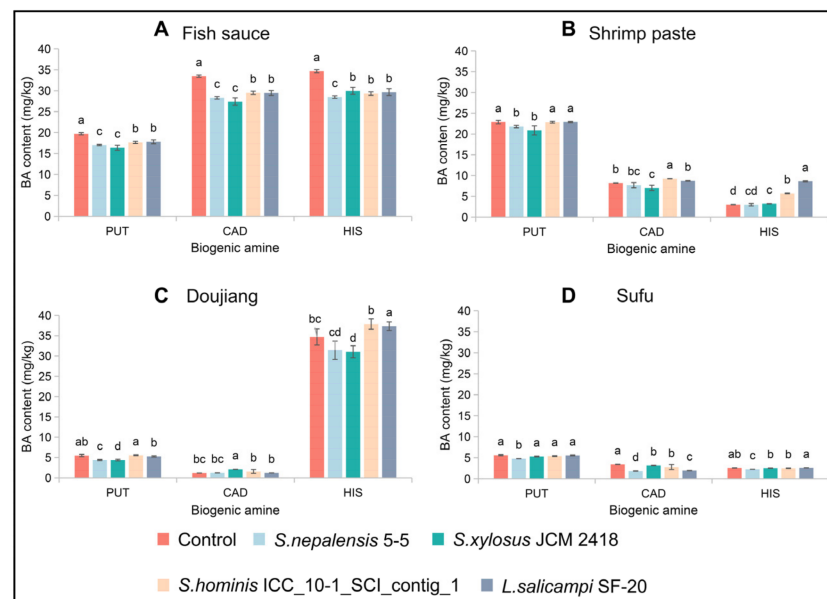 A Fish sauce
BA content (mg/kg)
40
35
30
25
20
15
10
5
0
a c c b b
a c c b b
a c b b b
PUT CAD HIS
Biogenic amine
B Shrimp paste
BA conten (mg/kg)
40
35
30
25
20
15
10
5
0
a b b a a
b bc c a b
d cd c b a
PUT CAD HIS
Biogenic amine
C Doujiang
BA content (mg/kg)
40
35
30
25
20
15
10
5
0
ab c d a b
bc bc a b bc
bc cd d b a
PUT CAD HIS
Biogenic amine
D Sufu
BA content (mg/kg)
40
35
30
25
20
15
10
5
0
a b a a a
a d b b c
ab c b b a
PUT CAD HIS
Biogenic amine
Control S.nepalensis 5-5 S.xylosus JCM 2418
S.hominis ICC_10-1_SCI_contig_1 L.salicampi SF-20